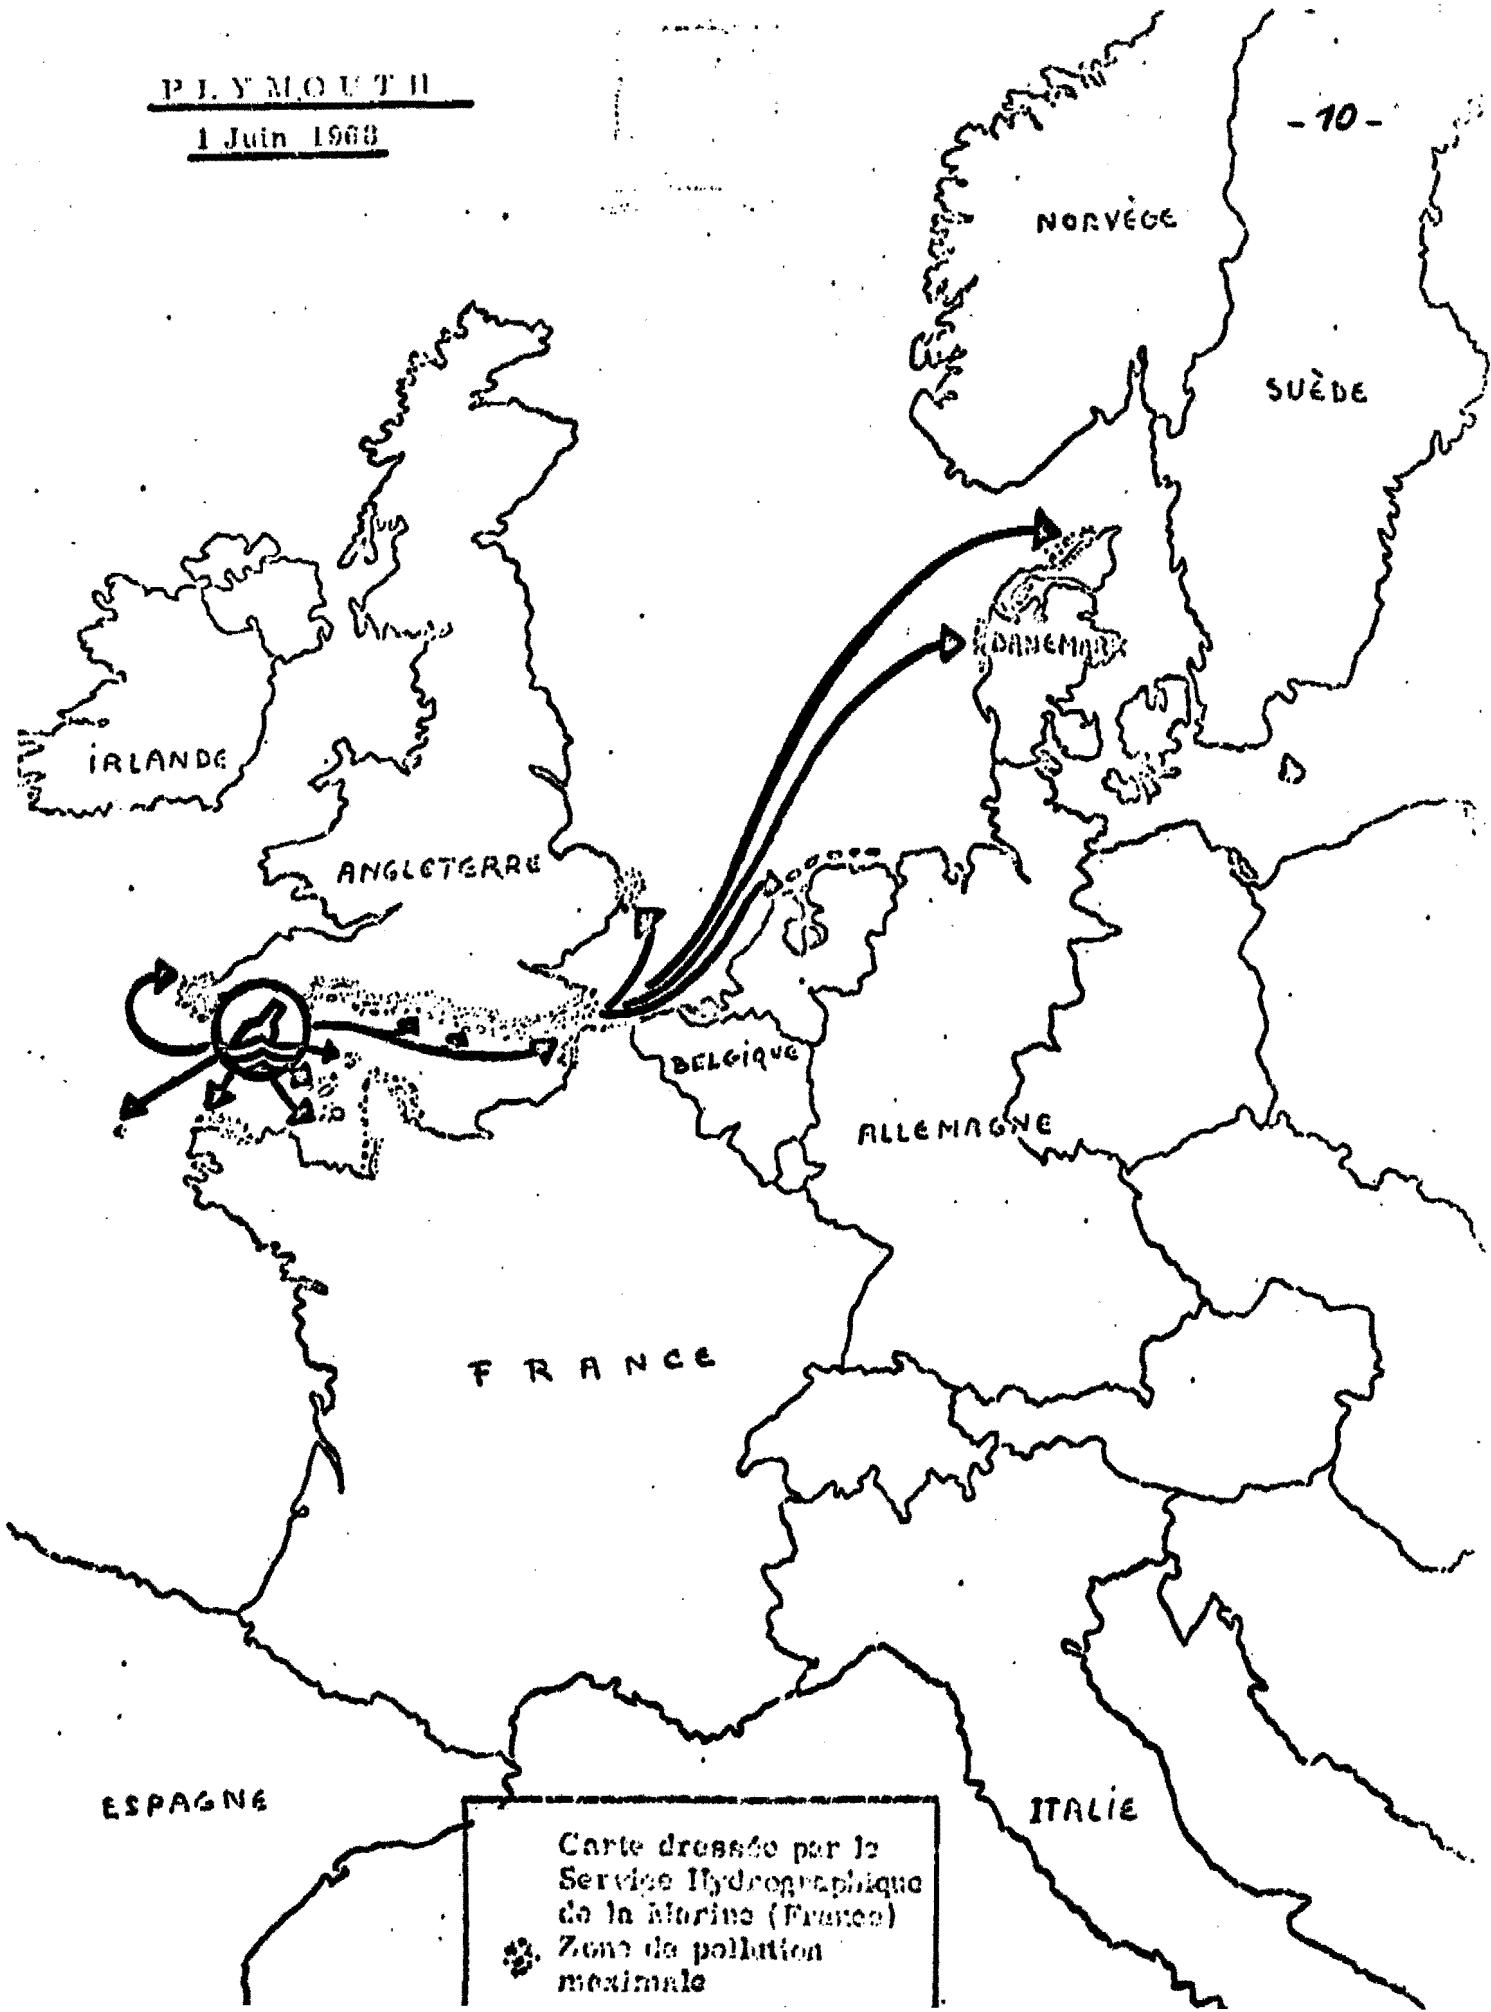 PLYMOUTH
1 Juin 1968
- 10 -
NORVÈGE
SUÈDE
DANEMARK
IRLANDE
ANGLETERRE
BELGIQUE
ALLEMAGNE
FRANCE
ESPAGNE
ITALIE
Carte dressée par le
Service Hydrographique
de la Marine (France)
Zone de pollution
maximale